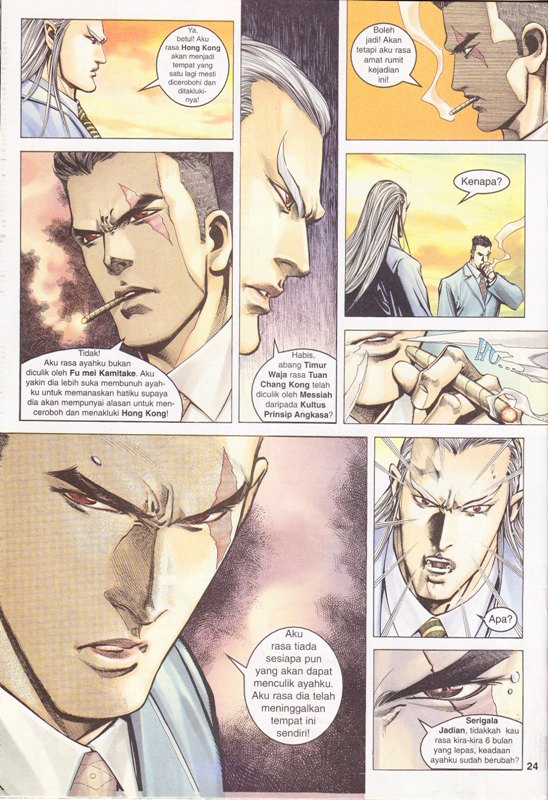 Ya,
betul! Aku
rasa Hong Kong
akan menjadi
tempat yang
satu lagi mesti
dicerobohi dan
ditakluki-
nya!
Boleh
jadi! Akan
tetapi aku rasa
amat rumit
kejadian
ini!
Kenapa?
Tidak!
Aku rasa ayahku bukan
diculik oleh Fu mei Kamitake. Aku
yakin dia lebih suka membunuh ayah-
ku untuk memanaskan hatiku supaya
dia akan mempunyai alasan untuk men-
ceroboh dan menakluki Hong Kong!
Habis,
abang Timur
Waja rasa Tuan
Chang Kong telah
diculik oleh Messiah
daripada Kultus
Prinsip Angkasa?
HU...
Aku
rasa tiada
sesiapa pun
yang akan dapat
menculik ayahku.
Aku rasa dia telah
meninggalkan
tempat ini
sendiri!
Apa?
Serigala
Jadian, tidakkah kau
rasa kira-kira 6 bulan
yang lepas, keadaan
ayahku sudah berubah?
24